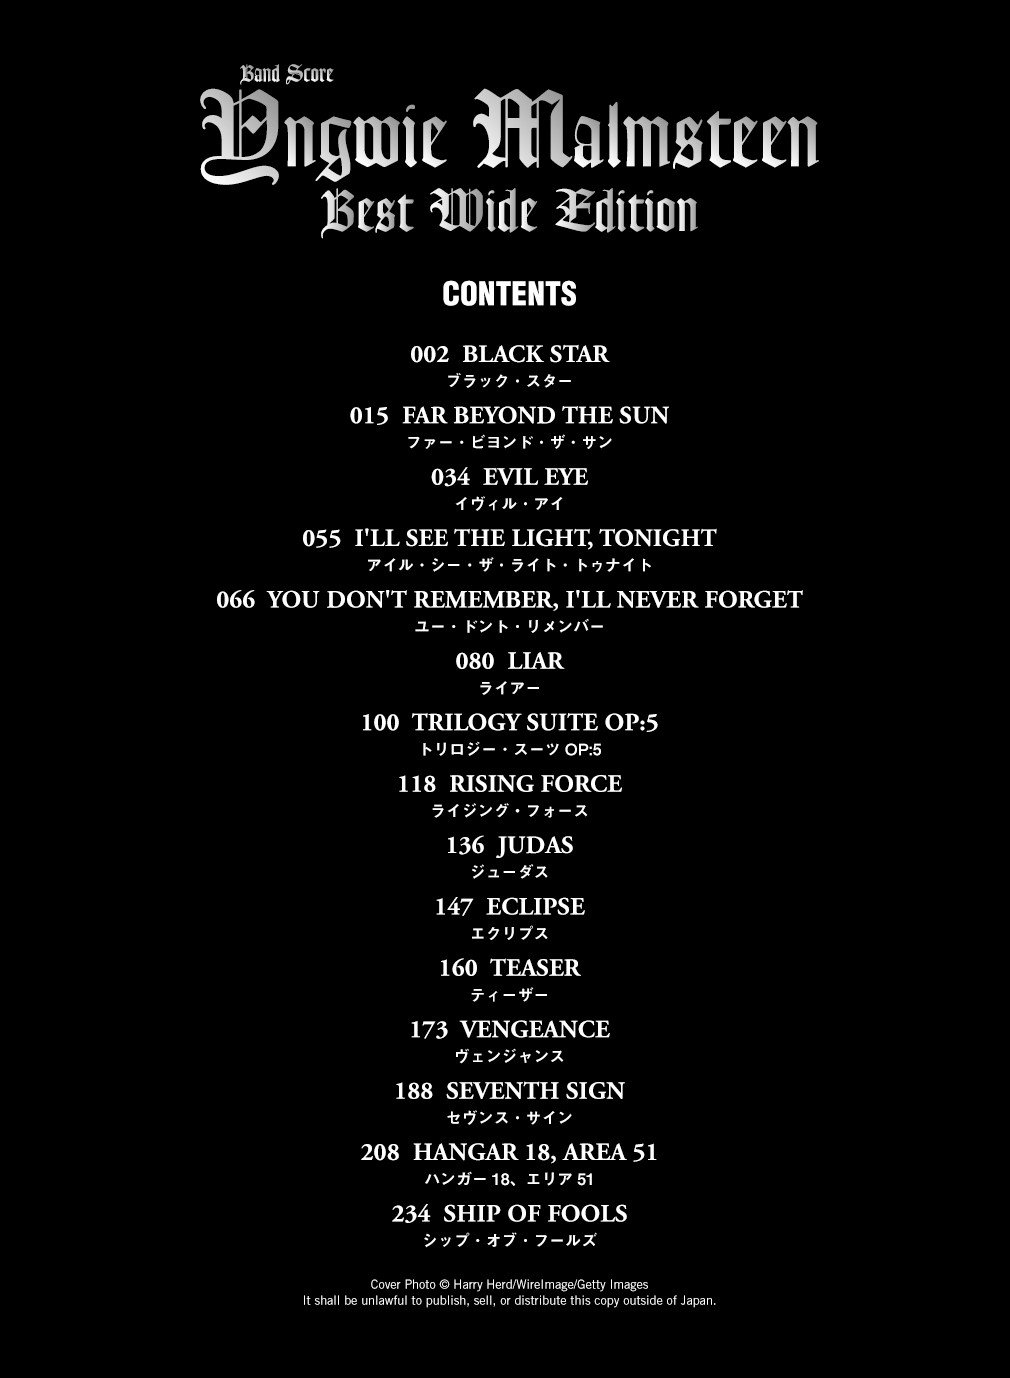 Band Score
Yngwie Malmsteen
Best Wide Edition
CONTENTS
002 BLACK STAR
ブラック・スター
015 FAR BEYOND THE SUN
ファー・ビヨンド・ザ・サン
034 EVIL EYE
イヴィル・アイ
055 I'LL SEE THE LIGHT, TONIGHT
アイル・シー・ザ・ライト・トゥナイト
066 YOU DON'T REMEMBER, I'LL NEVER FORGET
ユー・ドント・リメンバー
080 LIAR
ライアー
100 TRILOGY SUITE OP:5
トリロジー・スーツ OP:5
118 RISING FORCE
ライジング・フォース
136 JUDAS
ジューダス
147 ECLIPSE
エクリプス
160 TEASER
ティーザー
173 VENGEANCE
ヴェンジャンス
188 SEVENTH SIGN
セヴンス・サイン
208 HANGAR 18, AREA 51
ハンガー 18、エリア 51
234 SHIP OF FOOLS
シップ・オブ・フールズ
Cover Photo © Harry Herd/WireImage/Getty Images
It shall be unlawful to publish, sell, or distribute this copy outside of Japan.